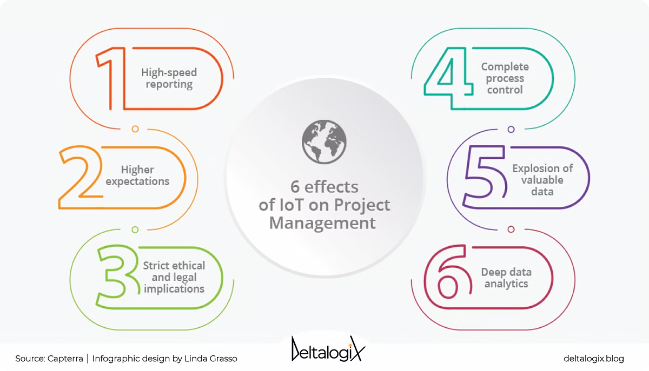 1
High-speed
reporting
2
Higher
expectations
3
Strict ethical
and legal
implications
6 effects
of IoT on Project
Management
4
Complete
process
control
5
Explosion of
valuable
data
6
Deep data
analytics
Source: Capterra | Infographic design by Linda Grasso
DeltalogiX
deltalogix.blog